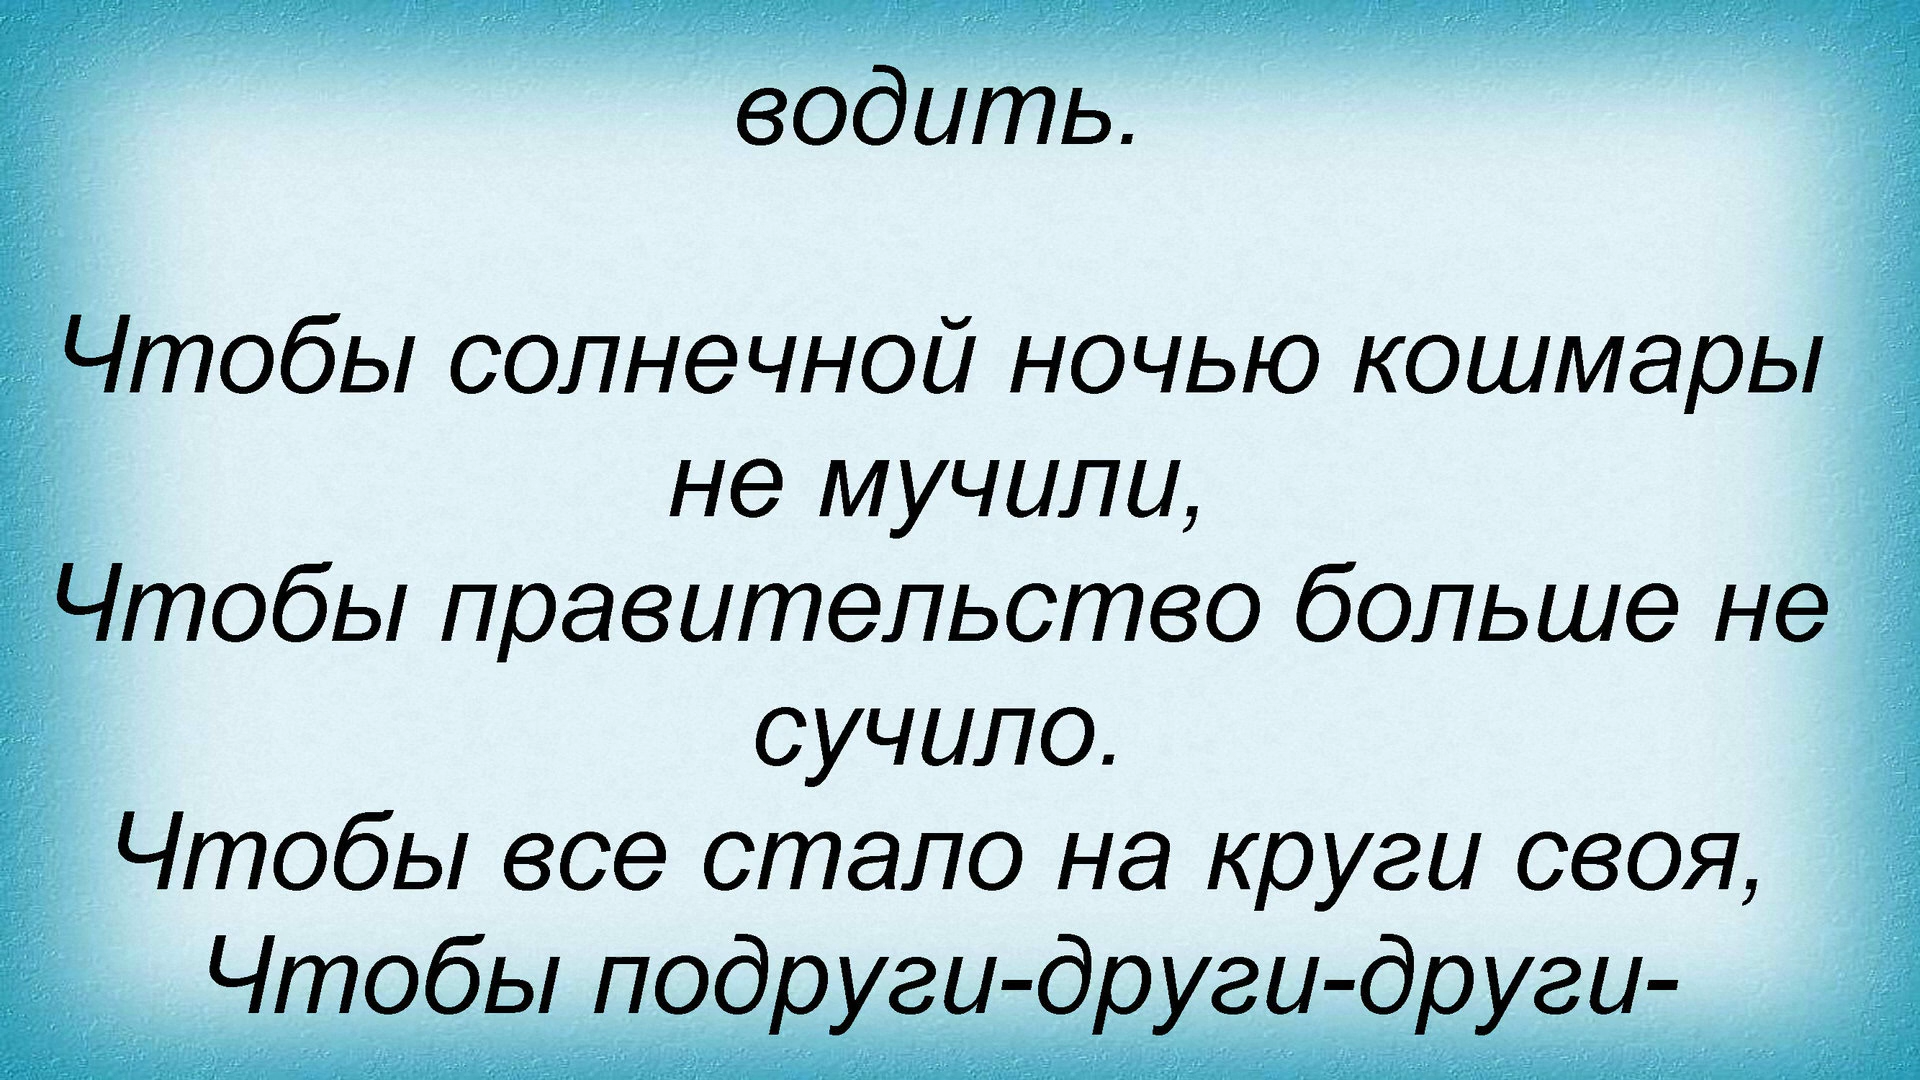 водить.
Чтобы солнечной ночью кошмары
не мучили,
Чтобы правительство больше не
сучило.
Чтобы все стало на круги своя,
Чтобы подруги-други-други-